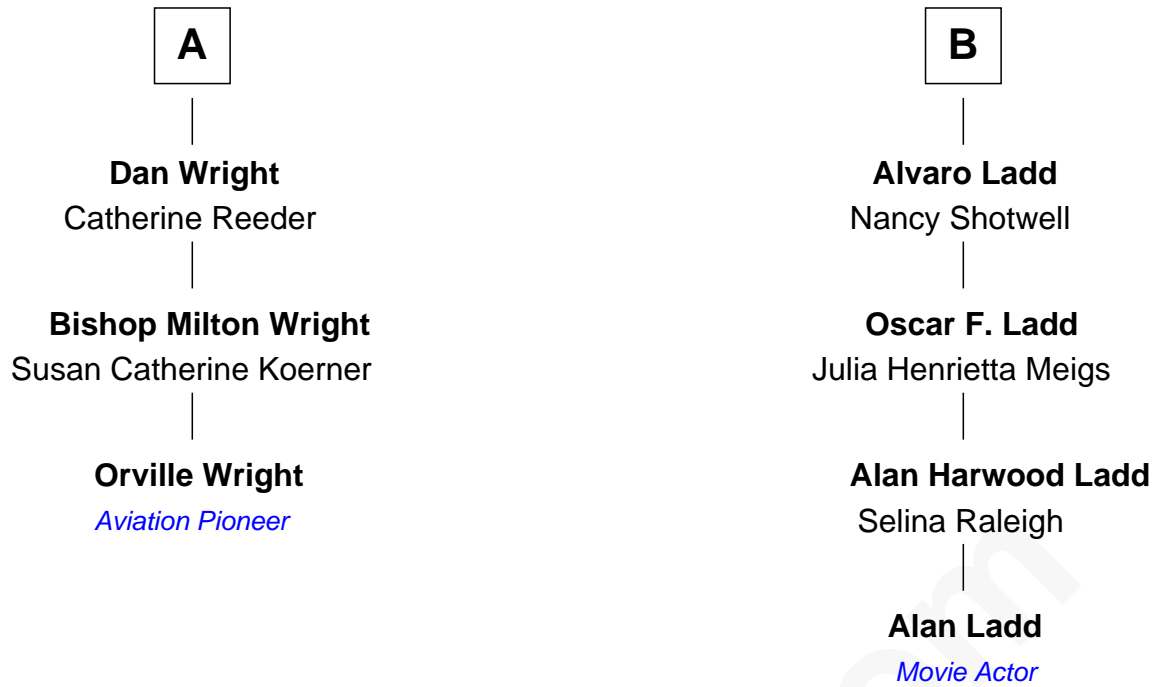 A
Dan Wright
Catherine Reeder
Bishop Milton Wright
Susan Catherine Koerner
Orville Wright
Aviation Pioneer
B
Alvaro Ladd
Nancy Shotwell
Oscar F. Ladd
Julia Henrietta Meigs
Alan Harwood Ladd
Selina Raleigh
Alan Ladd
Movie Actor